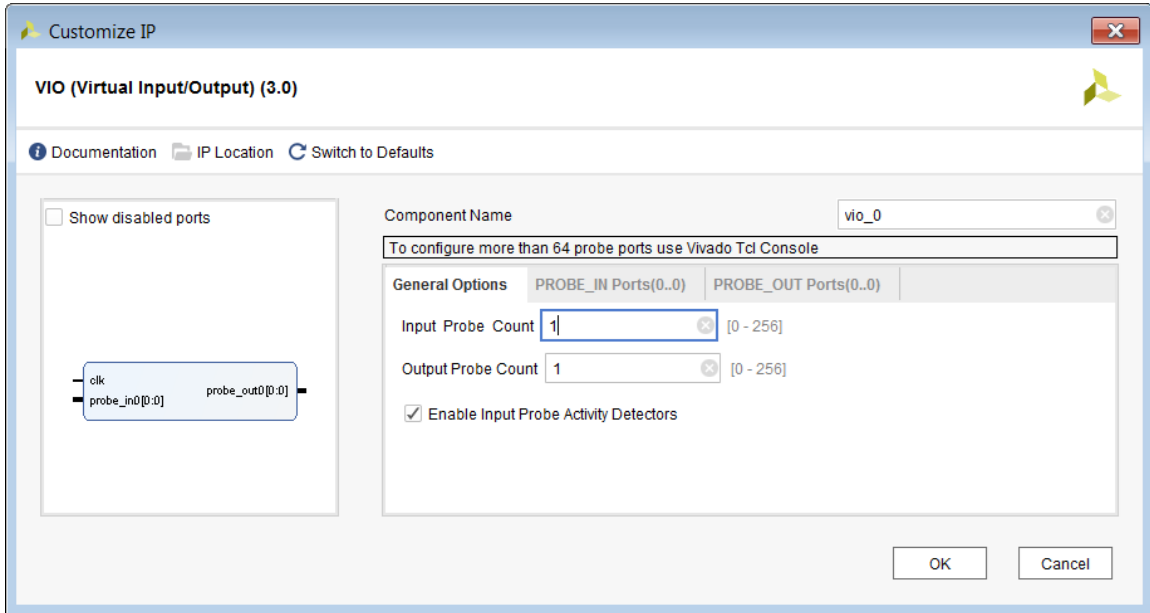 Customize IP
VIO (Virtual Input/Output) (3.0)
Documentation IP Location Switch to Defaults
Show disabled ports
clk
probe_in0[0:0]
probe_out0[0:0]
Component Name vio_0
To configure more than 64 probe ports use Vivado Tcl Console
General Options PROBE_IN Ports(0..0) PROBE_OUT Ports(0..0)
Input Probe Count 1 [0 - 256]
Output Probe Count 1 [0 - 256]
Enable Input Probe Activity Detectors
OK Cancel